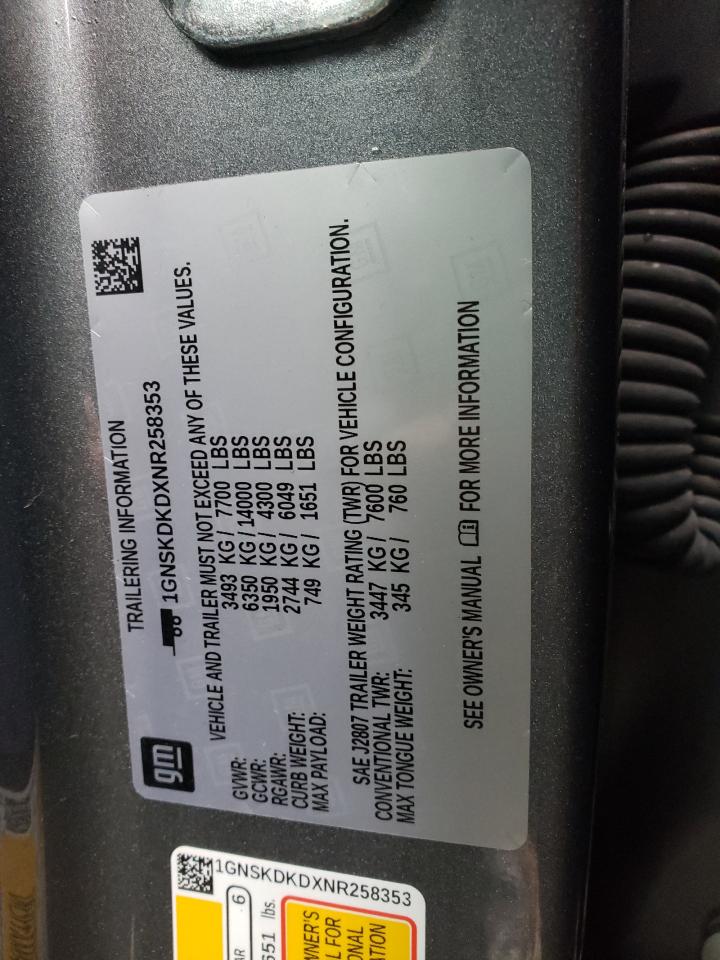 gm
TRAILERING INFORMATION
1GNSKDKDXNR258353
VEHICLE AND TRAILER MUST NOT EXCEED ANY OF THESE VALUES.
GVWR: 3493 KG / 7700 LBS
GCWR: 6350 KG / 14000 LBS
RGAWR: 1950 KG / 4300 LBS
CURB WEIGHT: 2744 KG / 6049 LBS
MAX PAYLOAD: 749 KG / 1651 LBS
SAE J2807 TRAILER WEIGHT RATING (TWR) FOR VEHICLE CONFIGURATION.
CONVENTIONAL TWR: 3447 KG / 7600 LBS
MAX TONGUE WEIGHT: 345 KG / 760 LBS
SEE OWNER'S MANUAL FOR MORE INFORMATION
1GNSKDKDXNR258353
6
lbs.